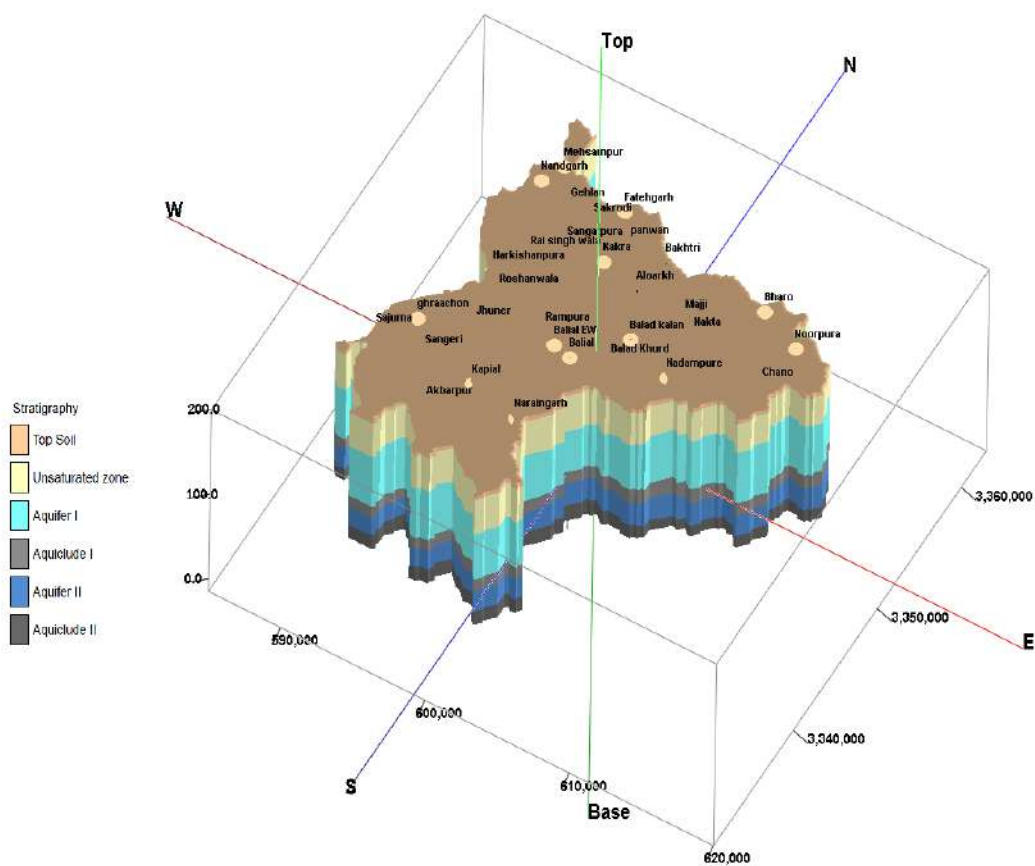 Top
N
W
Mehsampur
Nandgarh
Gehlan
Fatehgarh
Sakrodi
Sangatpura
panwan
Rai singh wala
Kakra
Bakhtri
Harkishanpura
Roshanwala
Aloarkh
ghraachon
Jhuner
Majji
Bharo
Sajuma
Rampura
Nakta
Balad kalan
Balial EW
Noorpura
Sangeri
Balial
Balad Khurd
Kapial
Nadampure
Chano
Akbarpur
Naraingarh
Stratigraphy
Top Soil
Unsaturated zone
Aquifer I
Aquiclude I
Aquifer II
Aquiclude II
200.0
100.0
0.0
590,000
600,000
610,000
620,000
3,360,000
3,350,000
3,340,000
E
S
Base